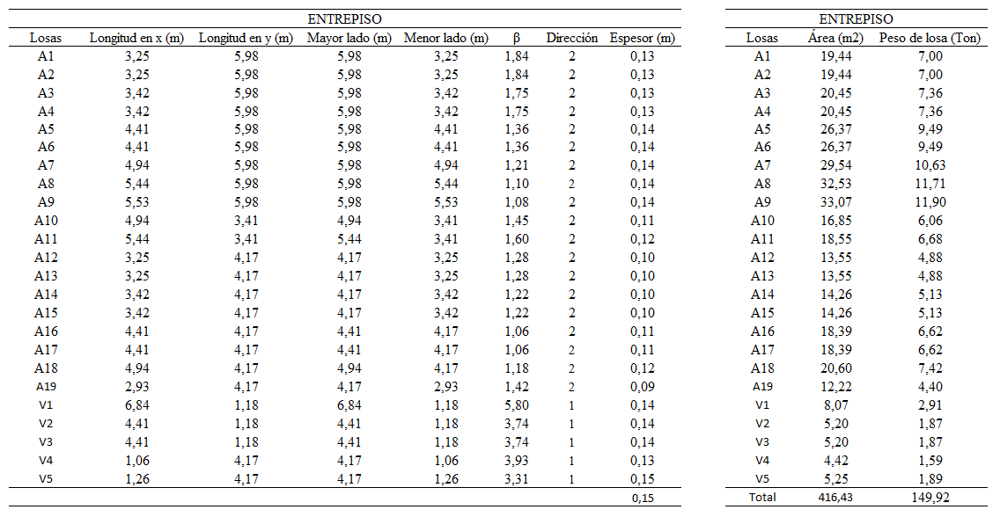 ENTREPISO
Losas Longitud en x (m) Longitud en y (m) Mayor lado (m) Menor lado (m) β Dirección Espesor (m)
A1 3,25 5,98 5,98 3,25 1,84 2 0,13
A2 3,25 5,98 5,98 3,25 1,84 2 0,13
A3 3,42 5,98 5,98 3,42 1,75 2 0,13
A4 3,42 5,98 5,98 3,42 1,75 2 0,13
A5 4,41 5,98 5,98 4,41 1,36 2 0,14
A6 4,41 5,98 5,98 4,41 1,36 2 0,14
A7 4,94 5,98 5,98 4,94 1,21 2 0,14
A8 5,44 5,98 5,98 5,44 1,10 2 0,14
A9 5,53 5,98 5,98 5,53 1,08 2 0,14
A10 4,94 3,41 4,94 3,41 1,45 2 0,11
A11 5,44 3,41 5,44 3,41 1,60 2 0,12
A12 3,25 4,17 4,17 3,25 1,28 2 0,10
A13 3,25 4,17 4,17 3,25 1,28 2 0,10
A14 3,42 4,17 4,17 3,42 1,22 2 0,10
A15 3,42 4,17 4,17 3,42 1,22 2 0,10
A16 4,41 4,17 4,41 4,17 1,06 2 0,11
A17 4,41 4,17 4,41 4,17 1,06 2 0,11
A18 4,94 4,17 4,94 4,17 1,18 2 0,12
A19 2,93 4,17 4,17 2,93 1,42 2 0,09
V1 6,84 1,18 6,84 1,18 5,80 1 0,14
V2 4,41 1,18 4,41 1,18 3,74 1 0,14
V3 4,41 1,18 4,41 1,18 3,74 1 0,14
V4 1,06 4,17 4,17 1,06 3,93 1 0,13
V5 1,26 4,17 4,17 1,26 3,31 1 0,15
0,15
ENTREPISO
Losas Área (m2) Peso de losa (Ton)
A1 19,44 7,00
A2 19,44 7,00
A3 20,45 7,36
A4 20,45 7,36
A5 26,37 9,49
A6 26,37 9,49
A7 29,54 10,63
A8 32,53 11,71
A9 33,07 11,90
A10 16,85 6,06
A11 18,55 6,68
A12 13,55 4,88
A13 13,55 4,88
A14 14,26 5,13
A15 14,26 5,13
A16 18,39 6,62
A17 18,39 6,62
A18 20,60 7,42
A19 12,22 4,40
V1 8,07 2,91
V2 5,20 1,87
V3 5,20 1,87
V4 4,42 1,59
V5 5,25 1,89
Total 416,43 149,92